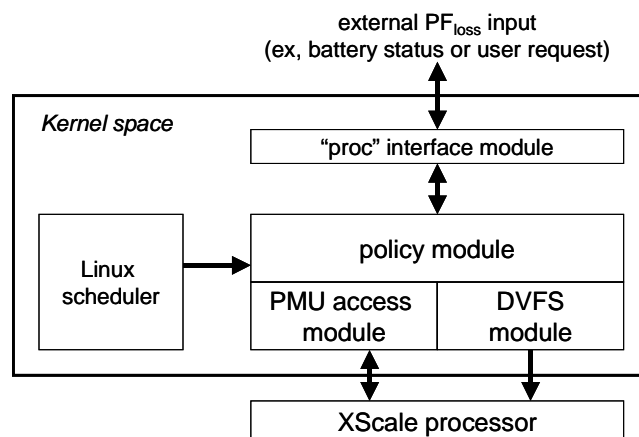 external PFloss input
(ex, battery status or user request)
Kernel space
“proc” interface module
Linux
scheduler
policy module
PMU access
module
DVFS
module
XScale processor